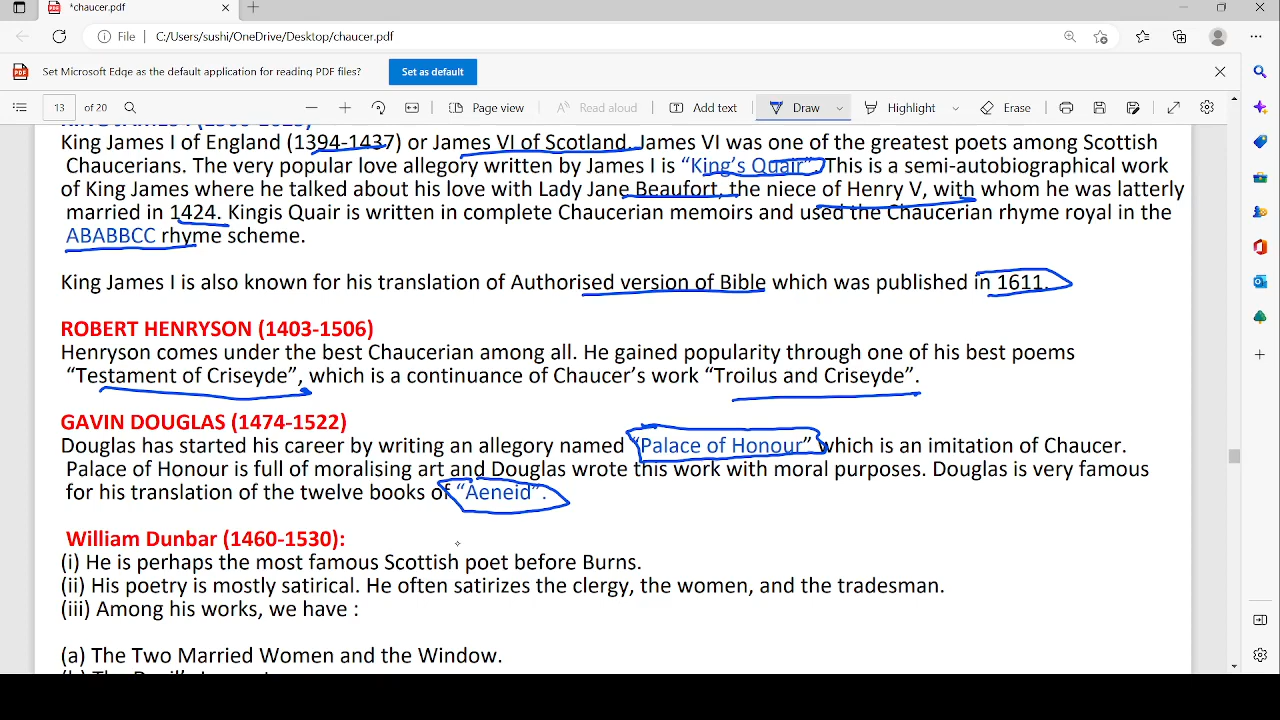 *chaucer.pdf
File C:/Users/sushi/OneDrive/Desktop/chaucer.pdf
Set Microsoft Edge as the default application for reading PDF files? Set as default
13 of 20 Page view Read aloud Add text Draw Highlight Erase
King James I of England (1394-1437) or James VI of Scotland. James VI was one of the greatest poets among Scottish
Chaucerians. The very popular love allegory written by James I is “King's Quair”. This is a semi-autobiographical work
of King James where he talked about his love with Lady Jane Beaufort, the niece of Henry V, with whom he was latterly
married in 1424. Kingis Quair is written in complete Chaucerian memoirs and used the Chaucerian rhyme royal in the
ABABBCC rhyme scheme.
King James I is also known for his translation of Authorised version of Bible which was published in 1611.
ROBERT HENRYSON (1403-1506)
Henryson comes under the best Chaucerian among all. He gained popularity through one of his best poems
“Testament of Criseyde”, which is a continuance of Chaucer's work “Troilus and Criseyde”.
GAVIN DOUGLAS (1474-1522)
Douglas has started his career by writing an allegory named “Palace of Honour” which is an imitation of Chaucer.
Palace of Honour is full of moralising art and Douglas wrote this work with moral purposes. Douglas is very famous
for his translation of the twelve books of “Aeneid”.
William Dunbar (1460-1530):
(i) He is perhaps the most famous Scottish poet before Burns.
(ii) His poetry is mostly satirical. He often satirizes the clergy, the women, and the tradesman.
(iii) Among his works, we have :
(a) The Two Married Women and the Window.